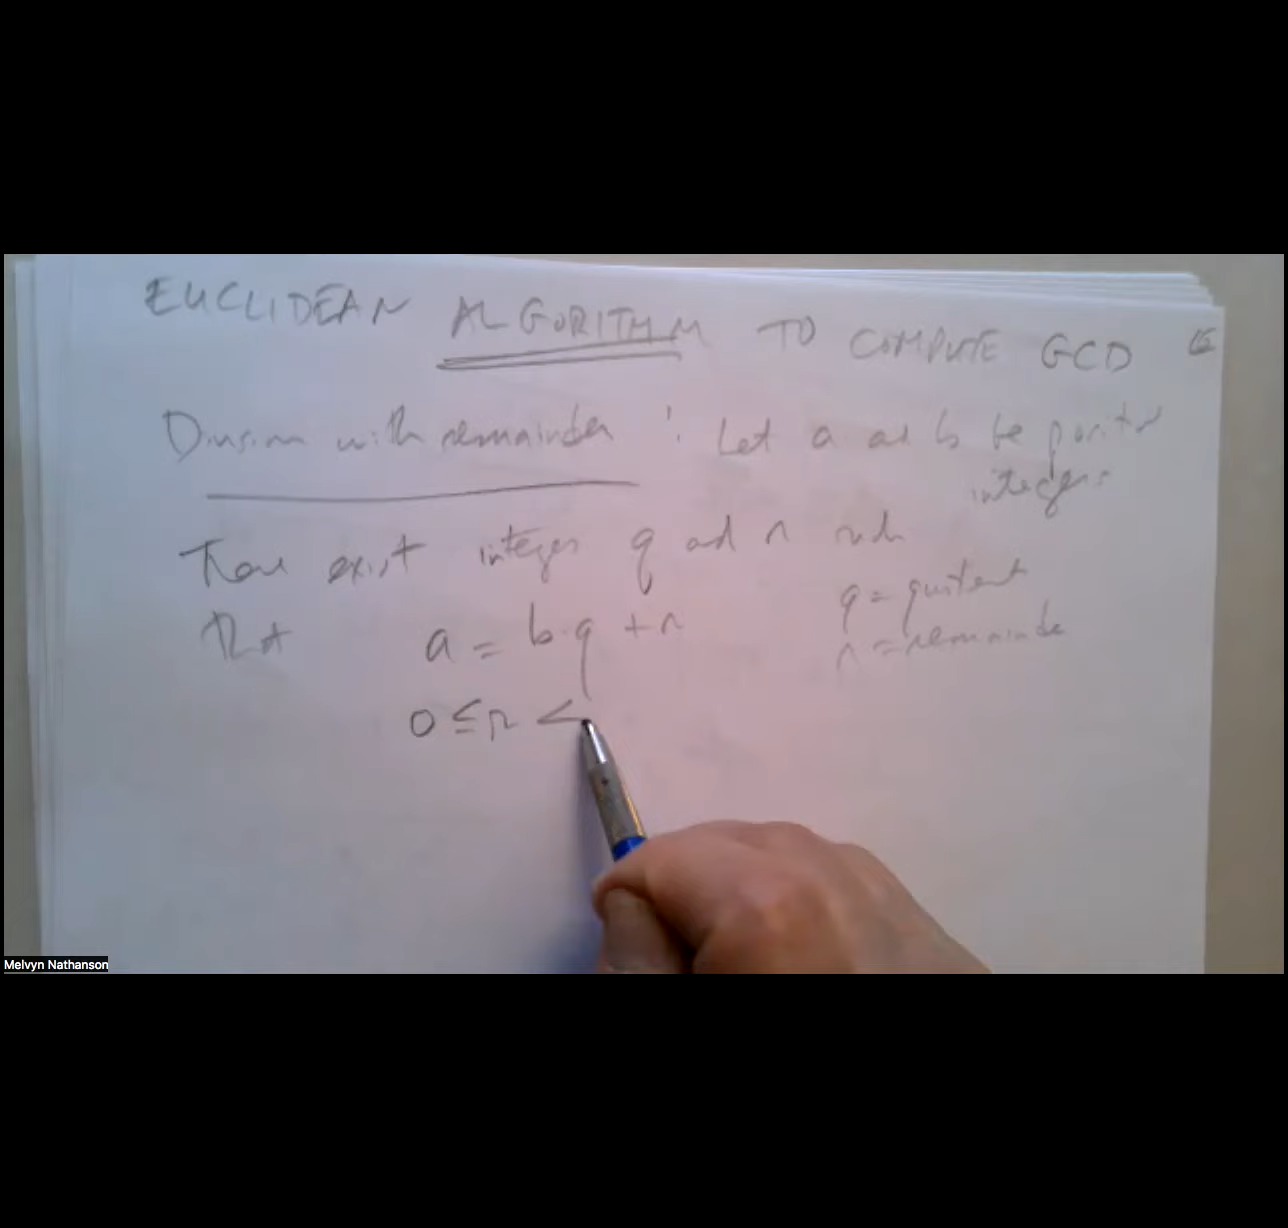 EUCLIDEAN ALGORITHM TO COMPUTE GCD
Division with remainder : Let a and b be positive
integers
There exist integers q and r such
that a = b·q + r
q = quotient
r = remainder
0 ≤ r <
Melvyn Nathanson